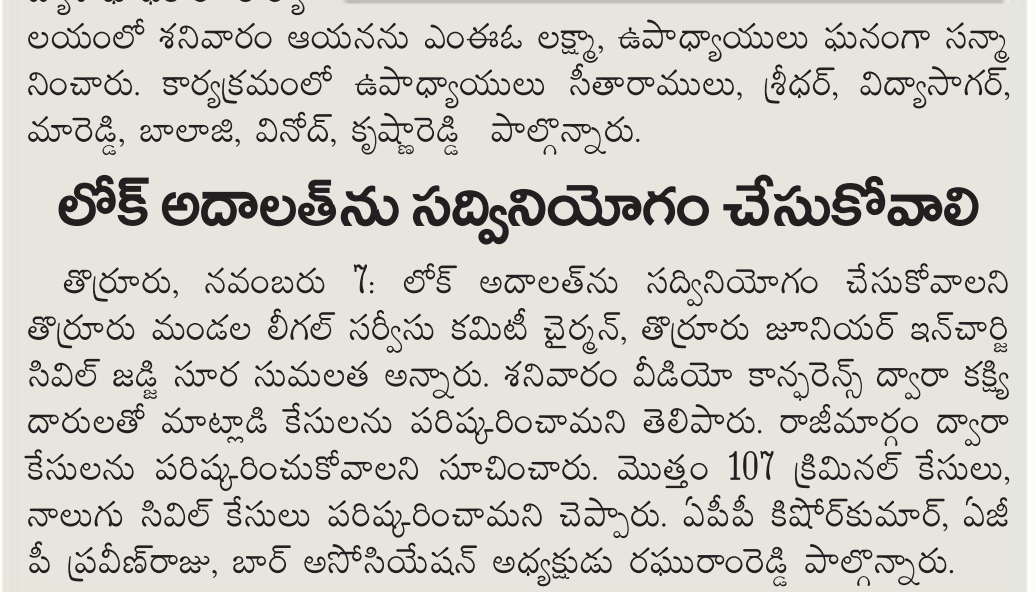 లయంలో శనివారం ఆయనను ఎంఈఓ లక్ష్మా, ఉపాధ్యాయులు ఘనంగా సన్మా
నించారు. కార్యక్రమంలో ఉపాధ్యాయులు సీతారాములు, శ్రీధర్, విద్యాసాగర్,
మారెడ్డి, బాలాజి, వినోద్, కృష్ణారెడ్డి పాల్గొన్నారు.
లోక్ అదాలత్‌ను సద్వినియోగం చేసుకోవాలి
తొర్రూరు, నవంబరు 7: లోక్ అదాలత్‌ను సద్వినియోగం చేసుకోవాలని
తొర్రూరు మండల లీగల్ సర్వీసు కమిటీ చైర్మన్, తొర్రూరు జూనియర్ ఇన్‌చార్జి
సివిల్ జడ్జి సూర సుమలత అన్నారు. శనివారం వీడియో కాన్ఫరెన్స్ ద్వారా కక్ష్యి
దారులతో మాట్లాడి కేసులను పరిష్కరించామని తెలిపారు. రాజీమార్గం ద్వారా
కేసులను పరిష్కరించుకోవాలని సూచించారు. మొత్తం 107 క్రిమినల్ కేసులు,
నాలుగు సివిల్ కేసులు పరిష్కరించామని చెప్పారు. ఏపీపీ కిషోర్‌కుమార్, ఏజీ
పీ ప్రవీణ్‌రాజు, బార్ అసోసియేషన్ అధ్యక్షుడు రఘురాంరెడ్డి పాల్గొన్నారు.